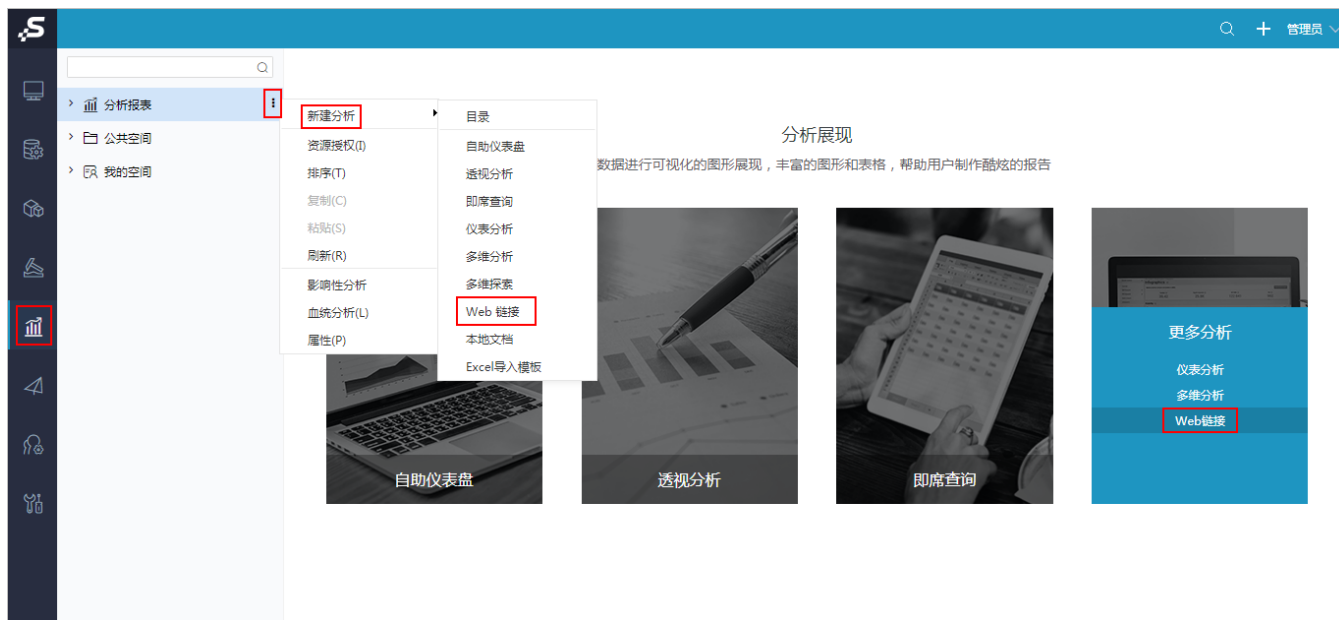 管理员
分析报表
公共空间
我的空间
新建分析
资源授权(I)
排序(T)
复制(C)
粘贴(S)
刷新(R)
影响性分析
血统分析(L)
属性(P)
目录
自助仪表盘
透视分析
即席查询
仪表分析
多维分析
多维探索
Web 链接
本地文档
Excel导入模板
分析展现
数据进行可视化的图形展现，丰富的图形和表格，帮助用户制作酷炫的报告
自助仪表盘
透视分析
即席查询
更多分析
仪表分析
多维分析
Web链接